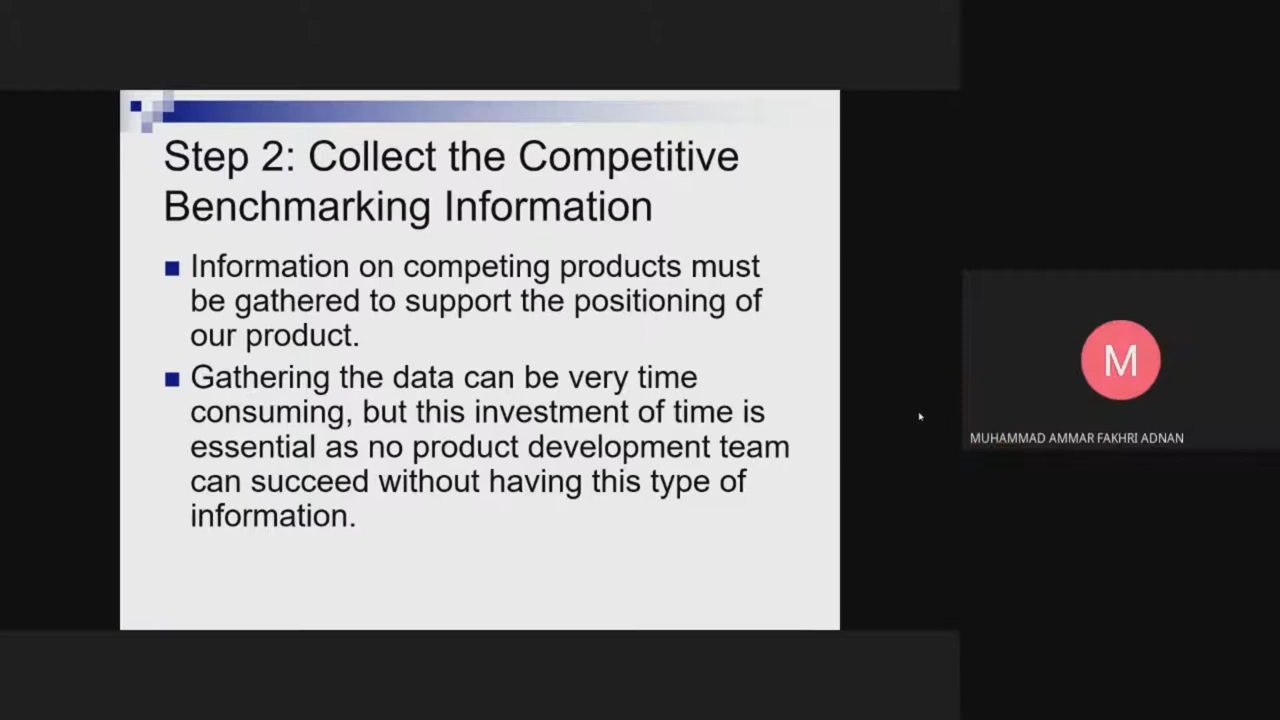 Step 2: Collect the Competitive
Benchmarking Information
Information on competing products must
be gathered to support the positioning of
our product.
Gathering the data can be very time
consuming, but this investment of time is
essential as no product development team
can succeed without having this type of
information.
M
MUHAMMAD AMMAR FAKHRI ADNAN